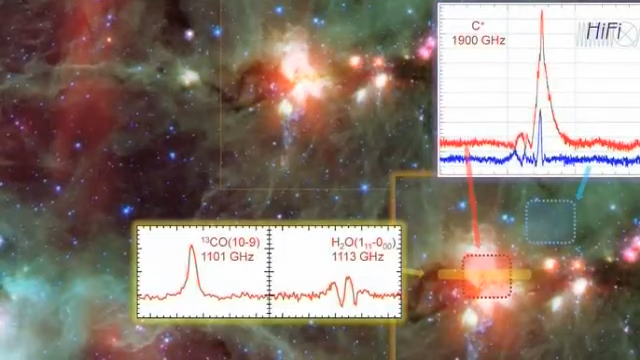 C⁺
1900 GHz
HiFi
¹³CO(10-9)
1101 GHz
H₂O(1₁₁-0₀₀)
1113 GHz